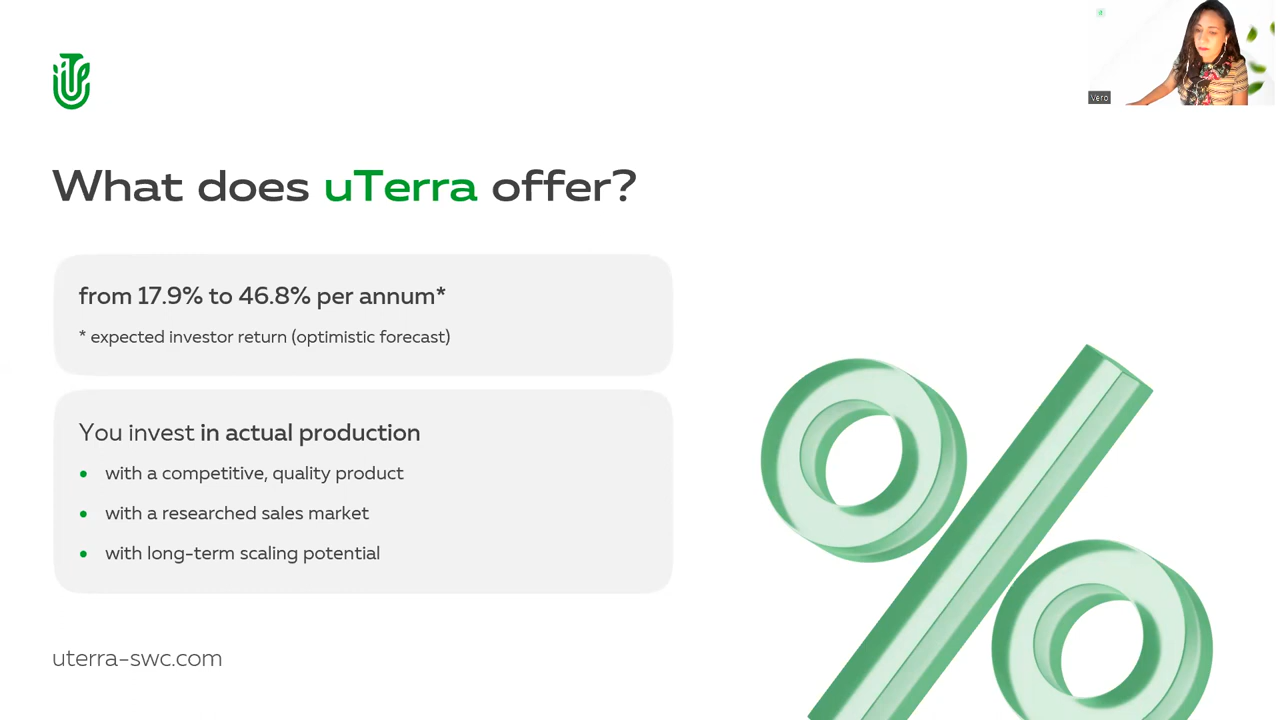 Vero
What does uTerra offer?
from 17.9% to 46.8% per annum*
* expected investor return (optimistic forecast)
You invest in actual production
• with a competitive, quality product
• with a researched sales market
• with long-term scaling potential
uterra-swc.com
%